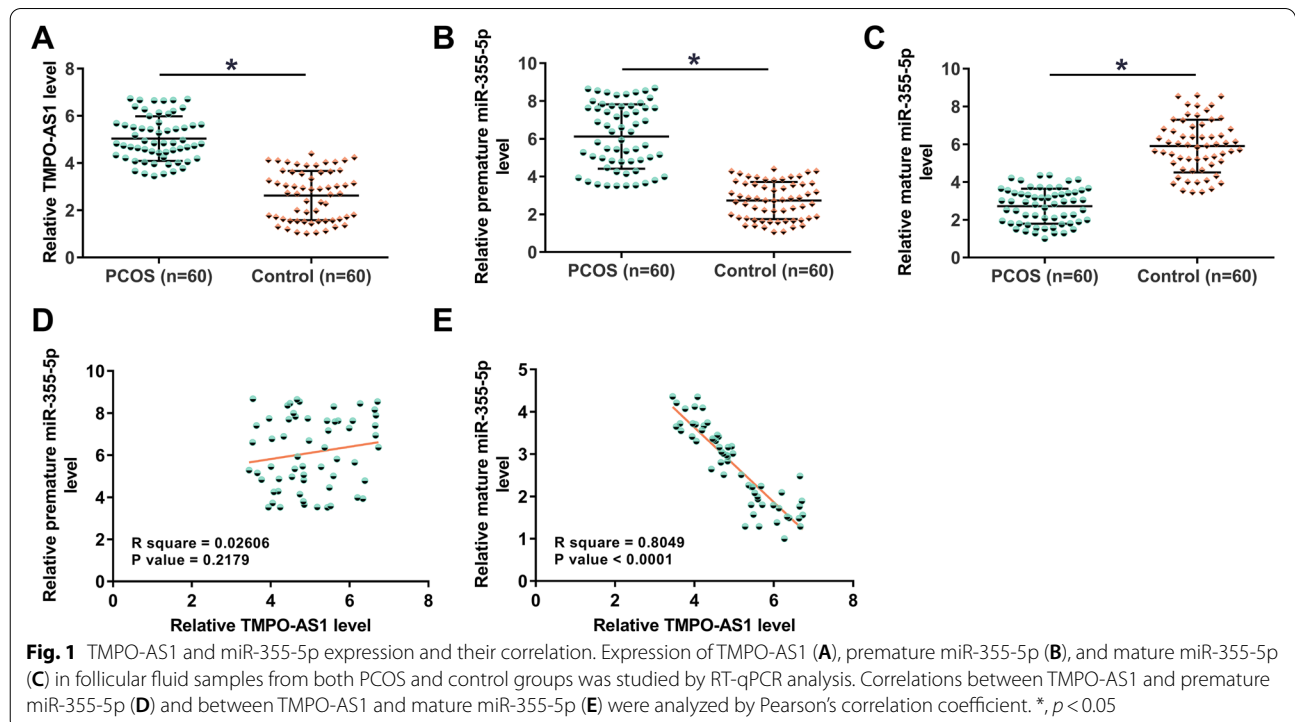 A
Relative TMPO-AS1 level
8
6
4
2
0
*
PCOS (n=60) Control (n=60)
B
Relative premature miR-355-5p
level
10
8
6
4
2
0
*
PCOS (n=60) Control (n=60)
C
Relative mature miR-355-5p
level
10
8
6
4
2
0
*
PCOS (n=60) Control (n=60)
D
Relative premature miR-355-5p
level
10
8
6
4
2
0
R square = 0.02606
P value = 0.2179
0 2 4 6 8
Relative TMPO-AS1 level
E
Relative mature miR-355-5p
level
5
4
3
2
1
0
R square = 0.8049
P value < 0.0001
0 2 4 6 8
Relative TMPO-AS1 level
Fig. 1 TMPO-AS1 and miR-355-5p expression and their correlation. Expression of TMPO-AS1 (A), premature miR-355-5p (B), and mature miR-355-5p
(C) in follicular fluid samples from both PCOS and control groups was studied by RT-qPCR analysis. Correlations between TMPO-AS1 and premature
miR-355-5p (D) and between TMPO-AS1 and mature miR-355-5p (E) were analyzed by Pearson's correlation coefficient. *, p < 0.05